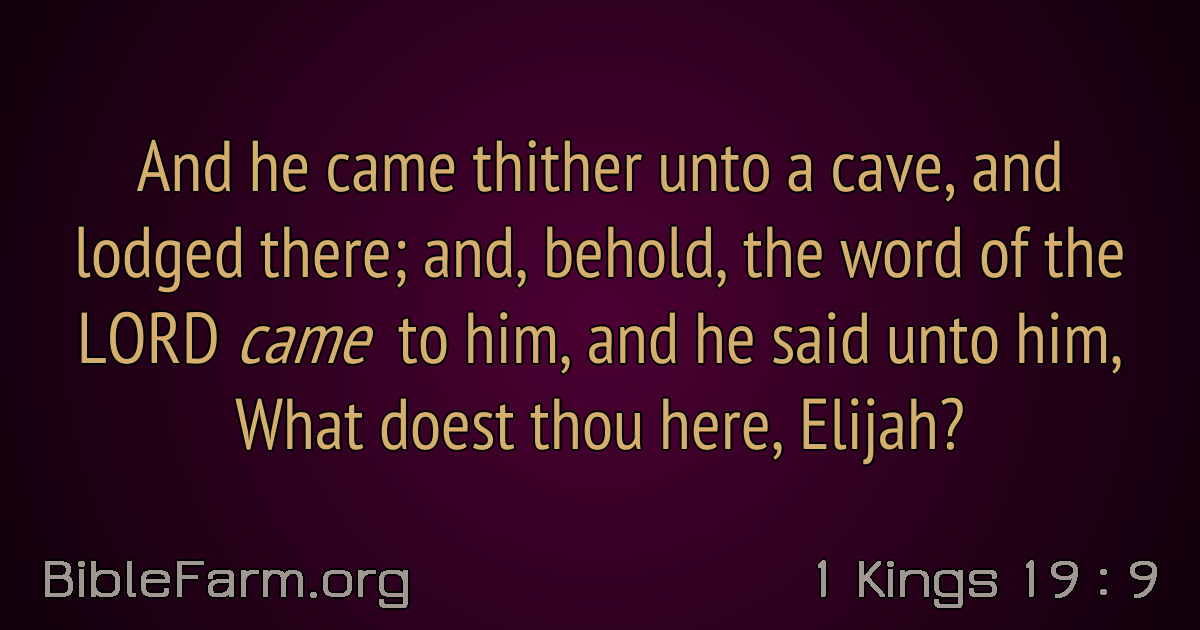 And he came thither unto a cave, and
lodged there; and, behold, the word of the
LORD came to him, and he said unto him,
What doest thou here, Elijah?
BibleFarm.org
1 Kings 19 : 9